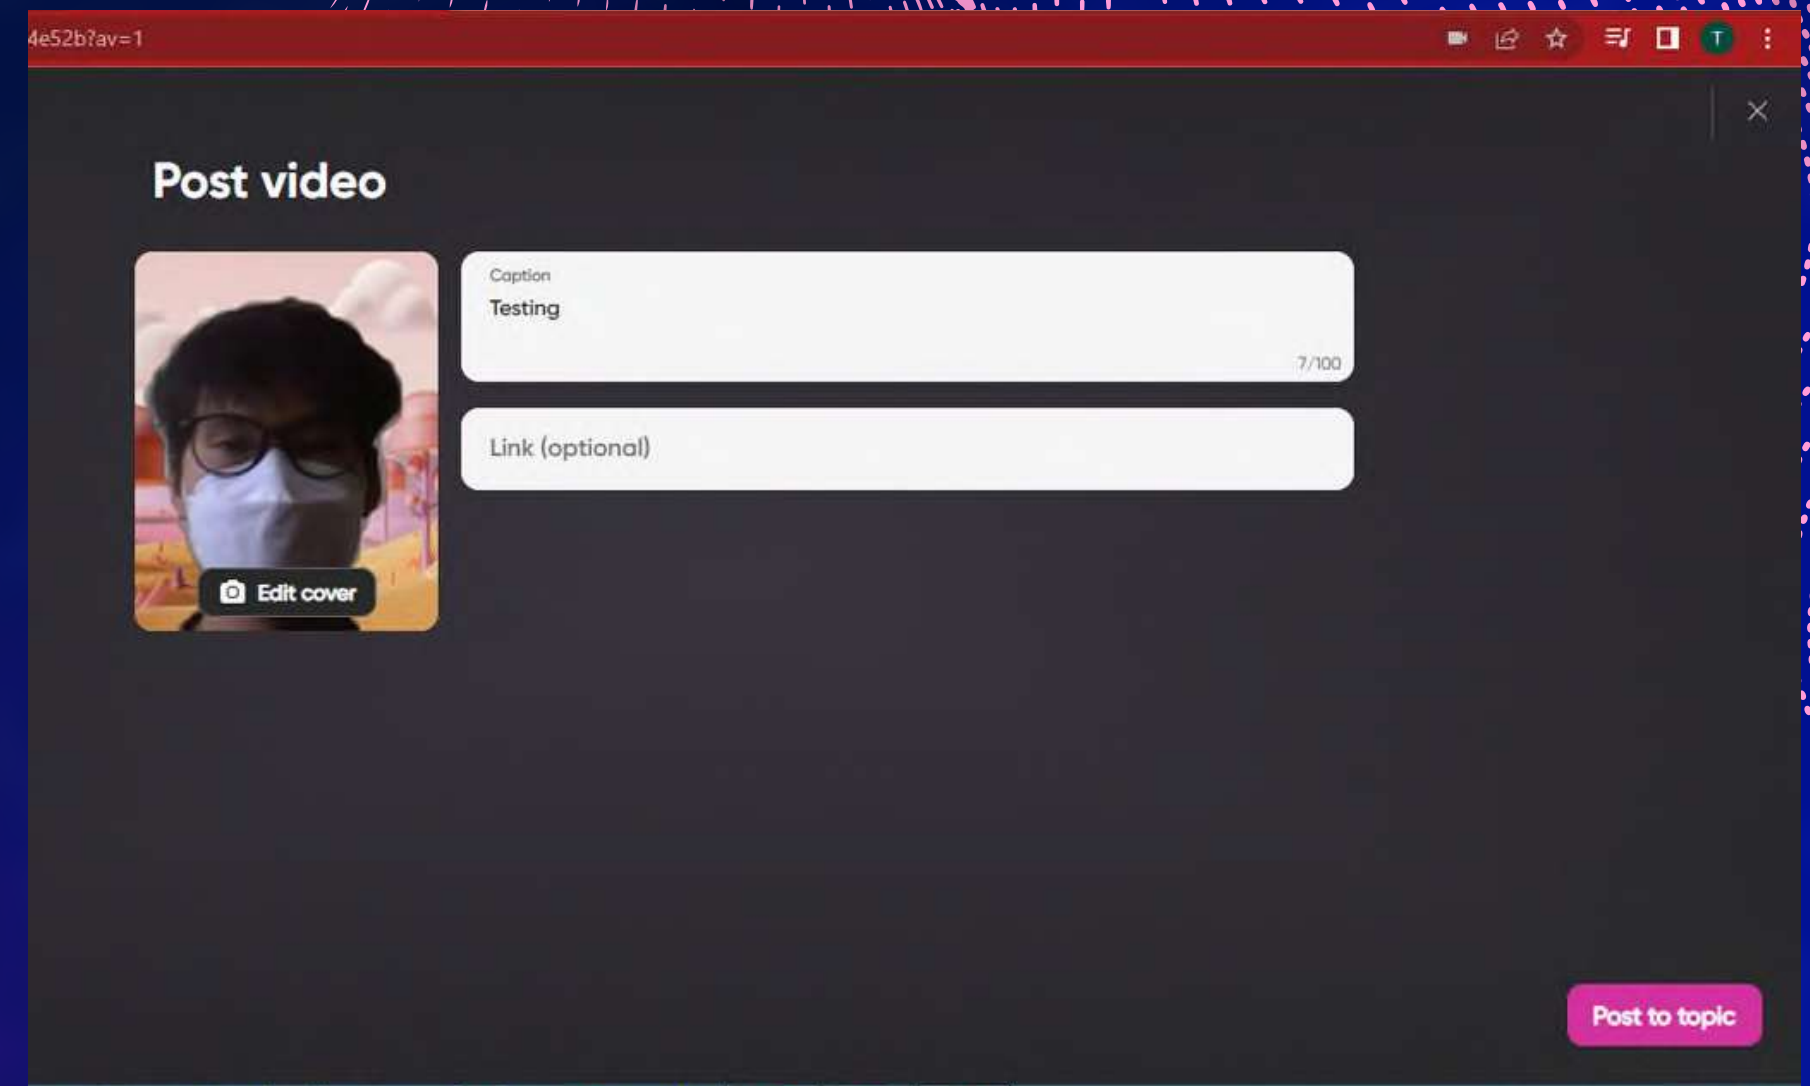 4e52b?av=1
T
Post video
Caption
Testing
7/100
Link (optional)
Edit cover
Post to topic